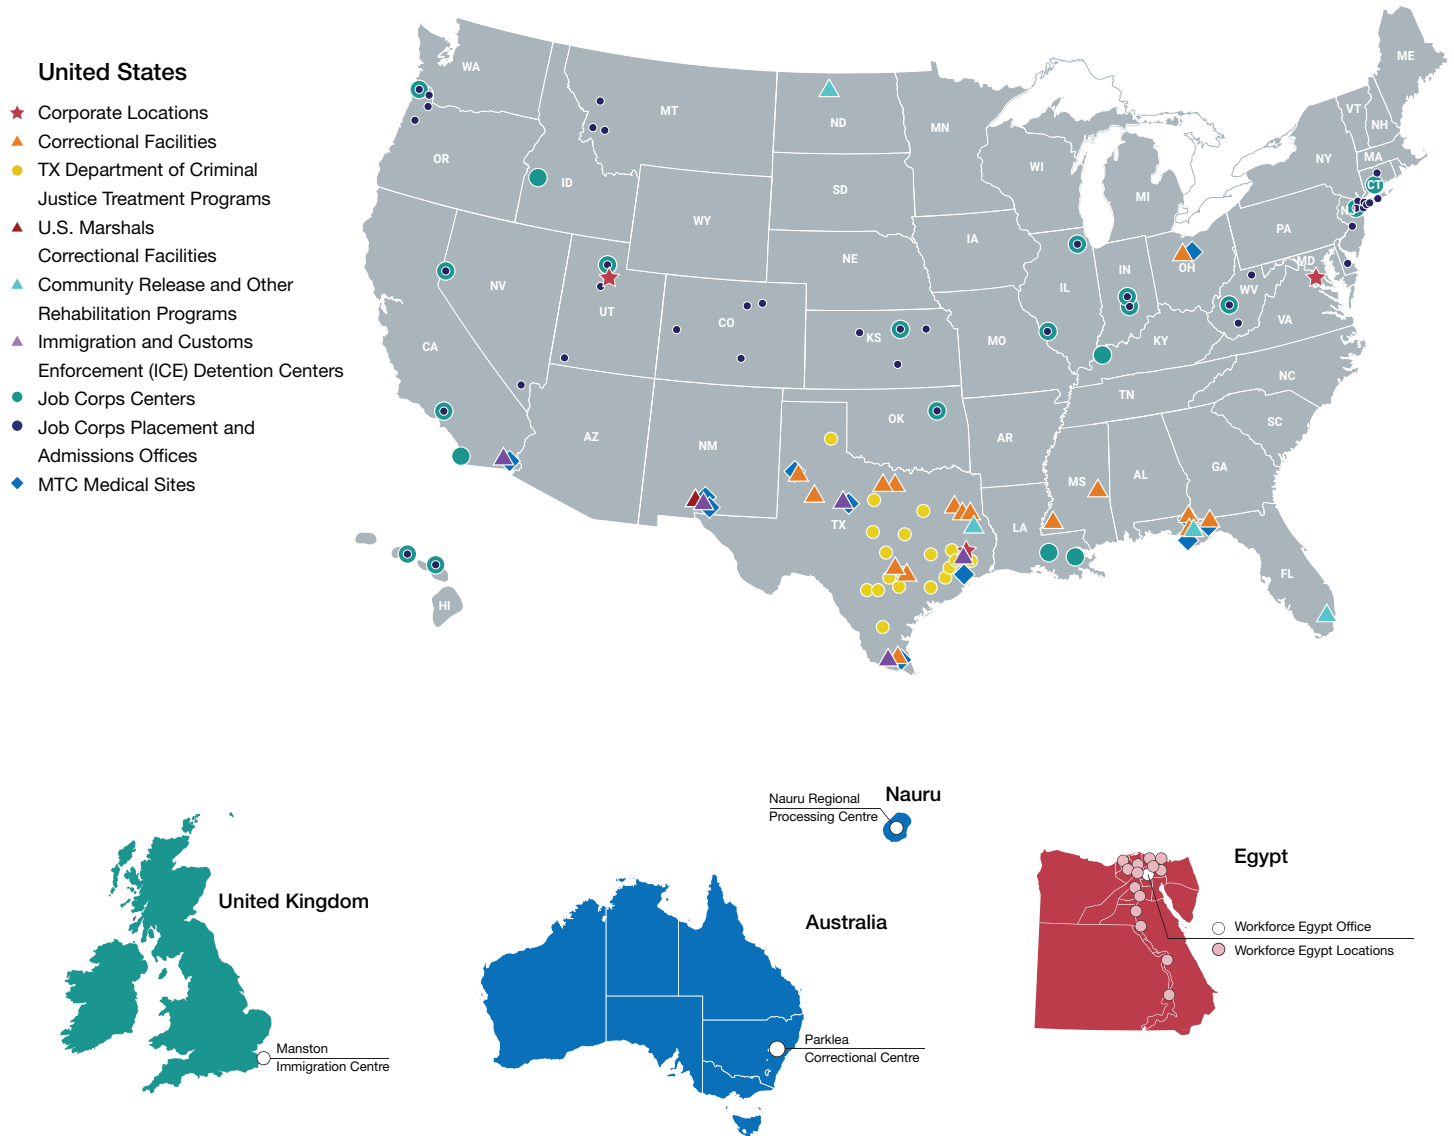 United States
Corporate Locations
Correctional Facilities
TX Department of Criminal
Justice Treatment Programs
U.S. Marshals
Correctional Facilities
Community Release and Other
Rehabilitation Programs
Immigration and Customs
Enforcement (ICE) Detention Centers
Job Corps Centers
Job Corps Placement and
Admissions Offices
MTC Medical Sites
WA
MT
ND
MN
ME
VT
NH
OR
ID
SD
WI
MI
NY
MA
CT
WY
IA
PA
NV
UT
NE
IL
IN
OH
MD
WV
VA
CA
CO
KS
MO
KY
NC
TN
AZ
NM
OK
AR
SC
MS
AL
GA
TX
LA
FL
HI
Nauru
Nauru Regional
Processing Centre
United Kingdom
Manston
Immigration Centre
Australia
Parklea
Correctional Centre
Egypt
Workforce Egypt Office
Workforce Egypt Locations